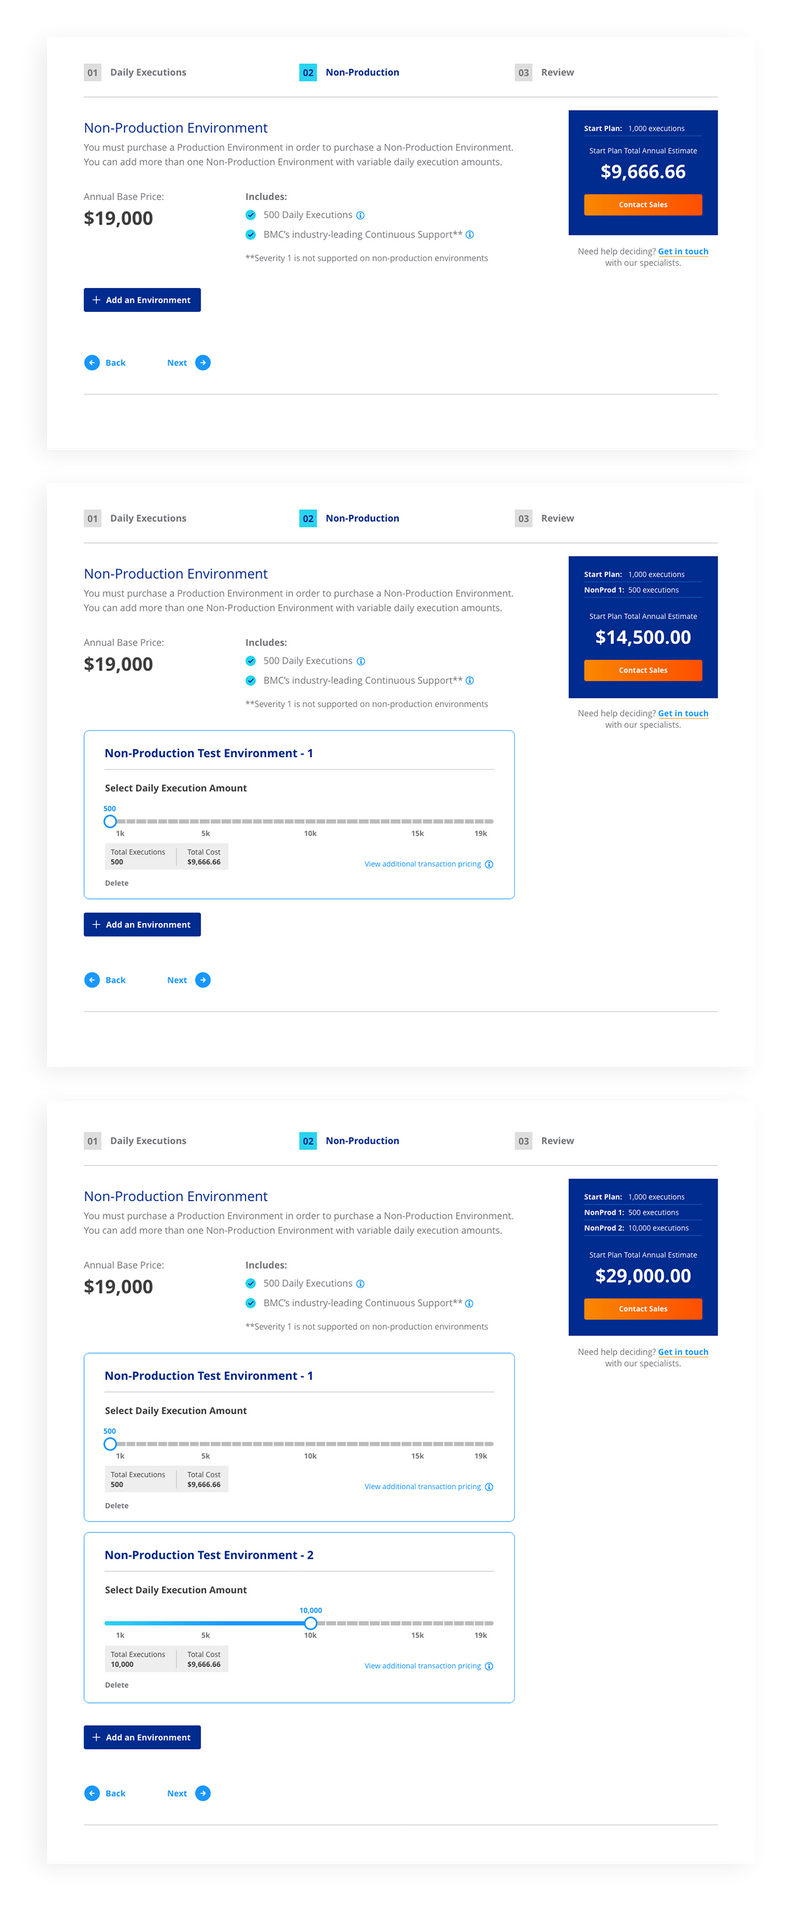 01 Daily Executions 02 Non-Production 03 Review
Non-Production Environment
You must purchase a Production Environment in order to purchase a Non-Production Environment.
You can add more than one Non-Production Environment with variable daily execution amounts.
Annual Base Price:
$19,000
Includes:
500 Daily Executions
BMC's industry-leading Continuous Support**
**Severity 1 is not supported on non-production environments
Start Plan: 1,000 executions
Start Plan Total Annual Estimate
$9,666.66
Contact Sales
Need help deciding? Get in touch
with our specialists.
+ Add an Environment
Back Next
01 Daily Executions 02 Non-Production 03 Review
Non-Production Environment
You must purchase a Production Environment in order to purchase a Non-Production Environment.
You can add more than one Non-Production Environment with variable daily execution amounts.
Annual Base Price:
$19,000
Includes:
500 Daily Executions
BMC's industry-leading Continuous Support**
**Severity 1 is not supported on non-production environments
Start Plan: 1,000 executions
NonProd 1: 500 executions
Start Plan Total Annual Estimate
$14,500.00
Contact Sales
Need help deciding? Get in touch
with our specialists.
Non-Production Test Environment - 1
Select Daily Execution Amount
500
1k 5k 10k 15k 19k
Total Executions Total Cost
500 $9,666.66
View additional transaction pricing
Delete
+ Add an Environment
Back Next
01 Daily Executions 02 Non-Production 03 Review
Non-Production Environment
You must purchase a Production Environment in order to purchase a Non-Production Environment.
You can add more than one Non-Production Environment with variable daily execution amounts.
Annual Base Price:
$19,000
Includes:
500 Daily Executions
BMC's industry-leading Continuous Support**
**Severity 1 is not supported on non-production environments
Start Plan: 1,000 executions
NonProd 1: 500 executions
NonProd 2: 10,000 executions
Start Plan Total Annual Estimate
$29,000.00
Contact Sales
Need help deciding? Get in touch
with our specialists.
Non-Production Test Environment - 1
Select Daily Execution Amount
500
1k 5k 10k 15k 19k
Total Executions Total Cost
500 $9,666.66
View additional transaction pricing
Delete
Non-Production Test Environment - 2
Select Daily Execution Amount
10,000
1k 5k 10k 15k 19k
Total Executions Total Cost
10,000 $9,666.66
View additional transaction pricing
Delete
+ Add an Environment
Back Next